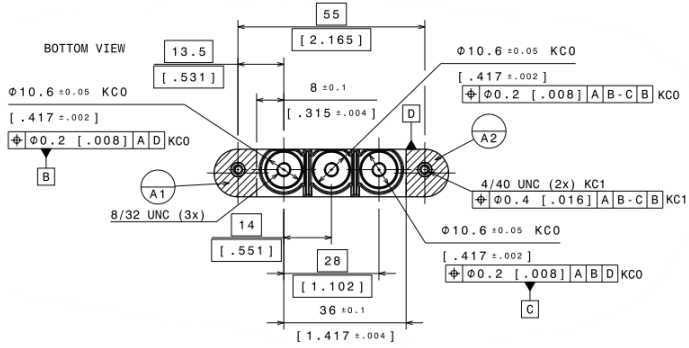 55
[2.165]
BOTTOM VIEW
13.5
[.531]
Φ10.6 ±0.05 KC0
[.417 ±.002]
⌖ Φ0.2 [.008] A B-C B KC0
Φ10.6 ±0.05 KC0
[.417 ±.002]
⌖ Φ0.2 [.008] A D KC0
B
8 ±0.1
[.315 ±.004]
D
A2
A1
8/32 UNC (3x)
4/40 UNC (2x) KC1
⌖ Φ0.4 [.016] A B-C B KC1
14
[.551]
Φ10.6 ±0.05 KC0
[.417 ±.002]
⌖ Φ0.2 [.008] A B D KC0
C
28
[1.102]
36 ±0.1
[1.417 ±.004]